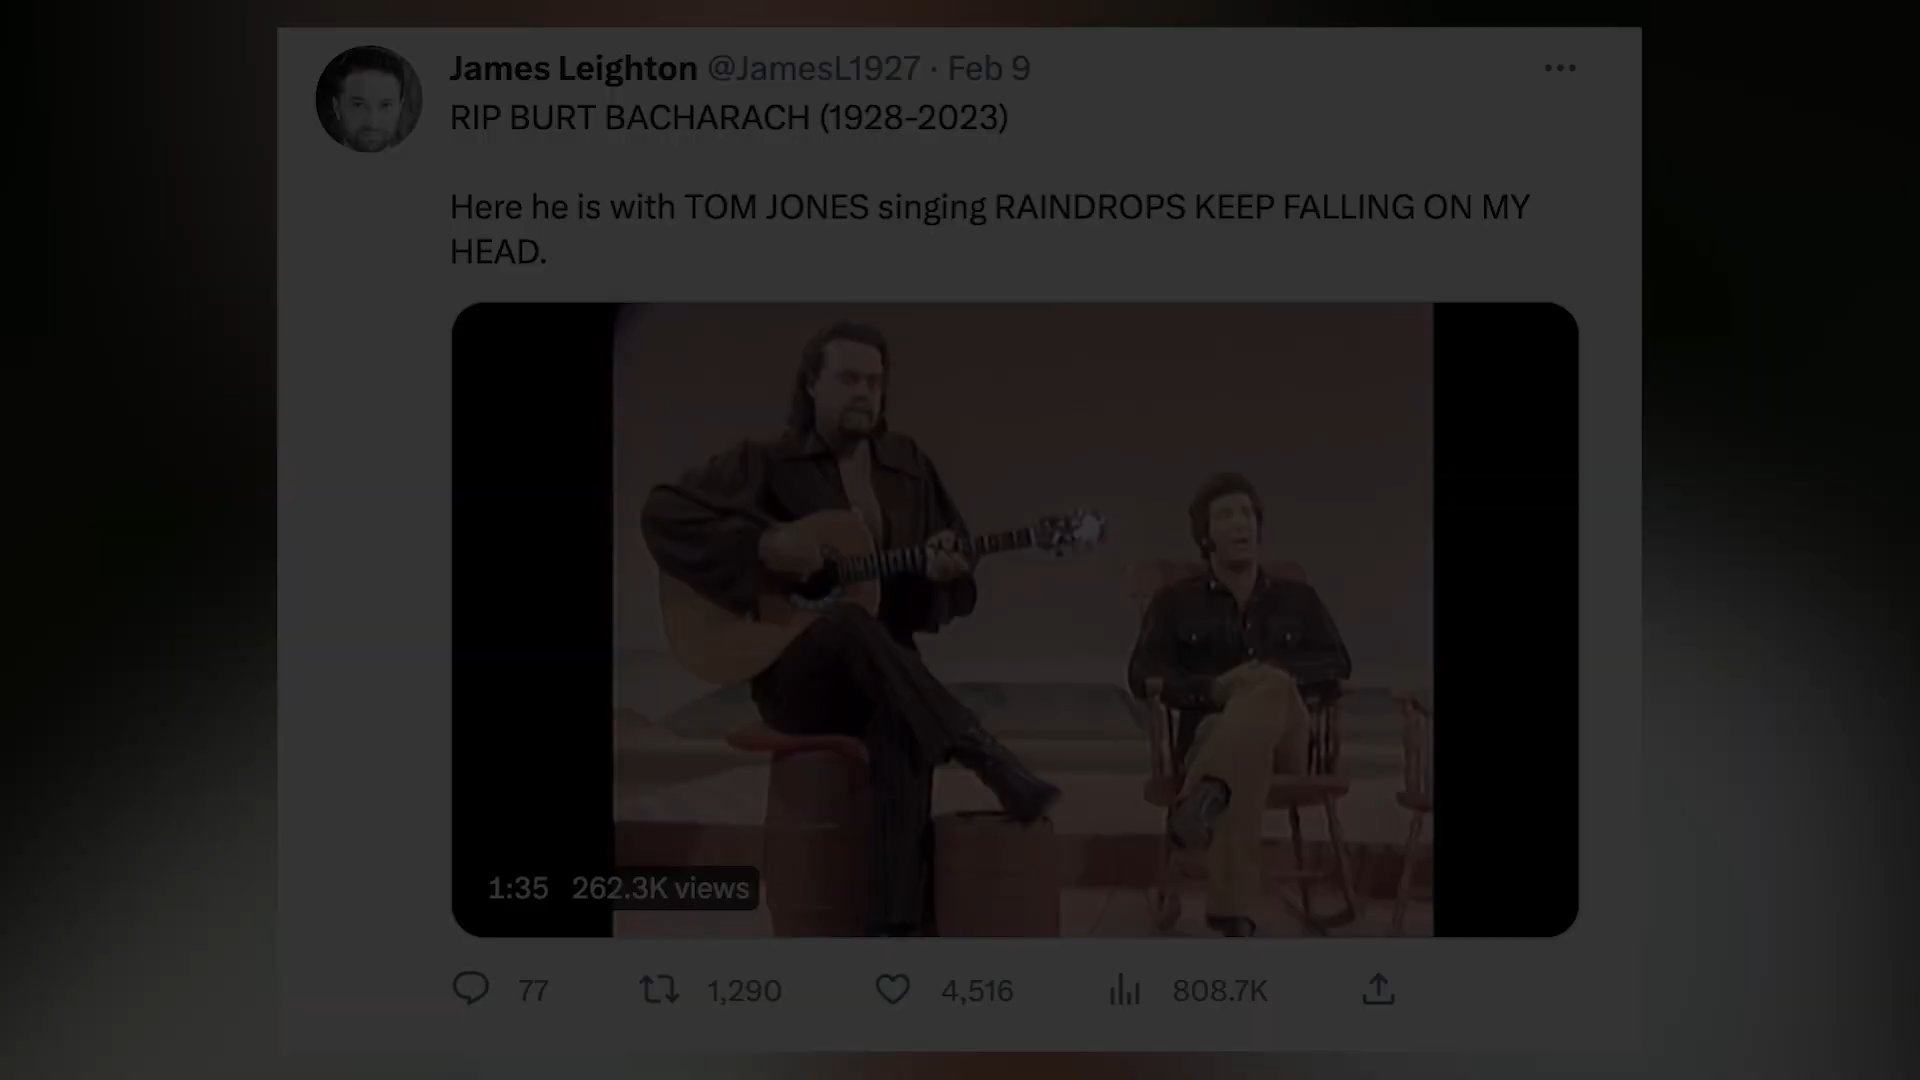 James Leighton @JamesL1927 · Feb 9
RIP BURT BACHARACH (1928-2023)
Here he is with TOM JONES singing RAINDROPS KEEP FALLING ON MY
HEAD.
1:35 262.3K views
77 1,290 4,516 808.7K